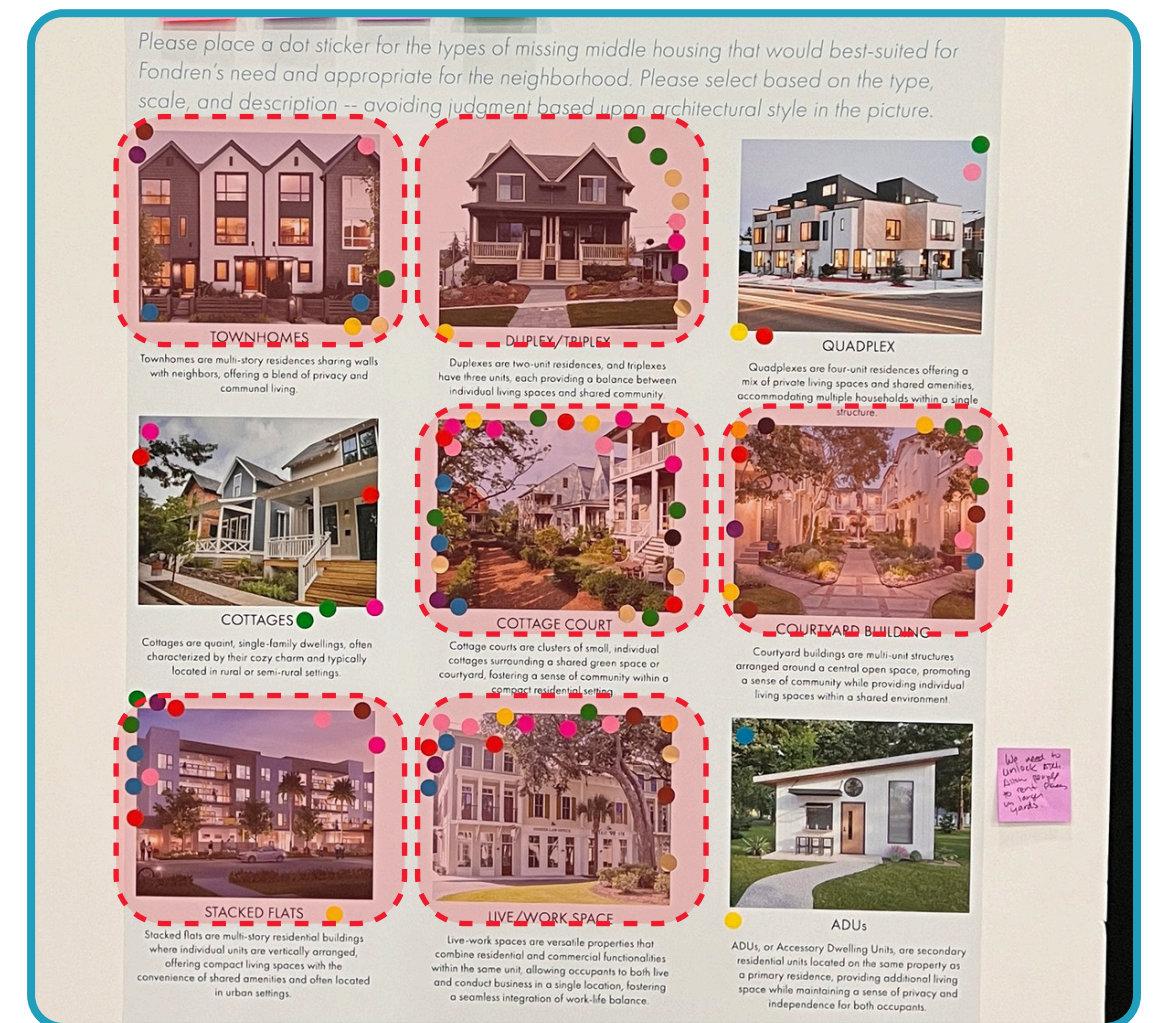 Please place a dot sticker for the types of missing middle housing that would best-suited for
Fondren's need and appropriate for the neighborhood. Please select based on the type,
scale, and description -- avoiding judgment based upon architectural style in the picture.
TOWNHOMES
Townhomes are multi-story residences sharing walls
with neighbors, offering a blend of privacy and
communal living.
DUPLEX/TRIPLEX
Duplexes are two-unit residences, and triplexes
have three units, each providing a balance between
individual living spaces and shared community.
QUADPLEX
Quadplexes are four-unit residences offering a
mix of private living spaces and shared amenities,
accommodating multiple households within a single
structure.
COTTAGES
Cottages are quaint, single-family dwellings, often
characterized by their cozy charm and typically
located in rural or semi-rural settings.
COTTAGE COURT
Cottage courts are clusters of small, individual
cottages surrounding a shared green space or
courtyard, fostering a sense of community within a
compact residential setting.
COURTYARD BUILDING
Courtyard buildings are multi-unit structures
arranged around a central open space, promoting
a sense of community while providing individual
living spaces within a shared environment.
STACKED FLATS
Stacked flats are multi-story residential buildings
where individual units are vertically arranged,
offering compact living spaces with the
convenience of shared amenities and often located
in urban settings.
LIVE/WORK SPACE
Live-work spaces are versatile properties that
combine residential and commercial functionalities
within the same unit, allowing occupants to both live
and conduct business in a single location, fostering
a seamless integration of work-life balance.
ADUs
ADUs, or Accessory Dwelling Units, are secondary
residential units located on the same property as
a primary residence, providing additional living
space while maintaining a sense of privacy and
independence for both occupants.
We need to
unlock
people
to rent
yards